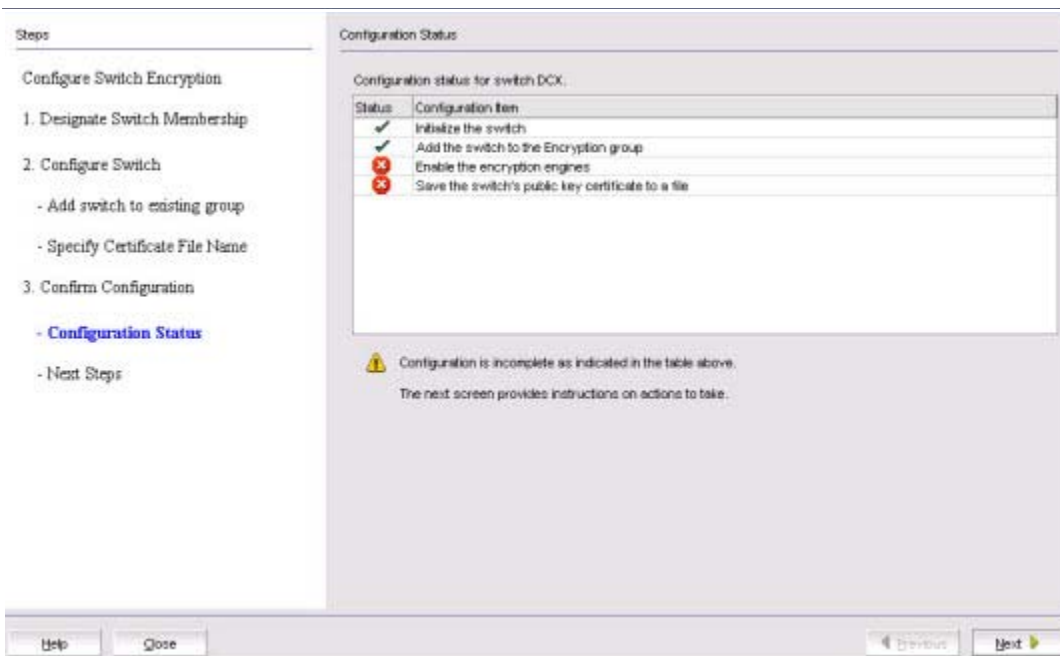 Steps
Configure Switch Encryption
1. Designate Switch Membership
2. Configure Switch
- Add switch to existing group
- Specify Certificate File Name
3. Confirm Configuration
- Configuration Status
- Next Steps
Configuration Status
Configuration status for switch DCX.
Status Configuration Item
Initialize the switch
Add the switch to the Encryption group
Enable the encryption engines
Save the switch's public key certificate to a file
Configuration is incomplete as indicated in the table above.
The next screen provides instructions on actions to take.
Help Close Previous Next